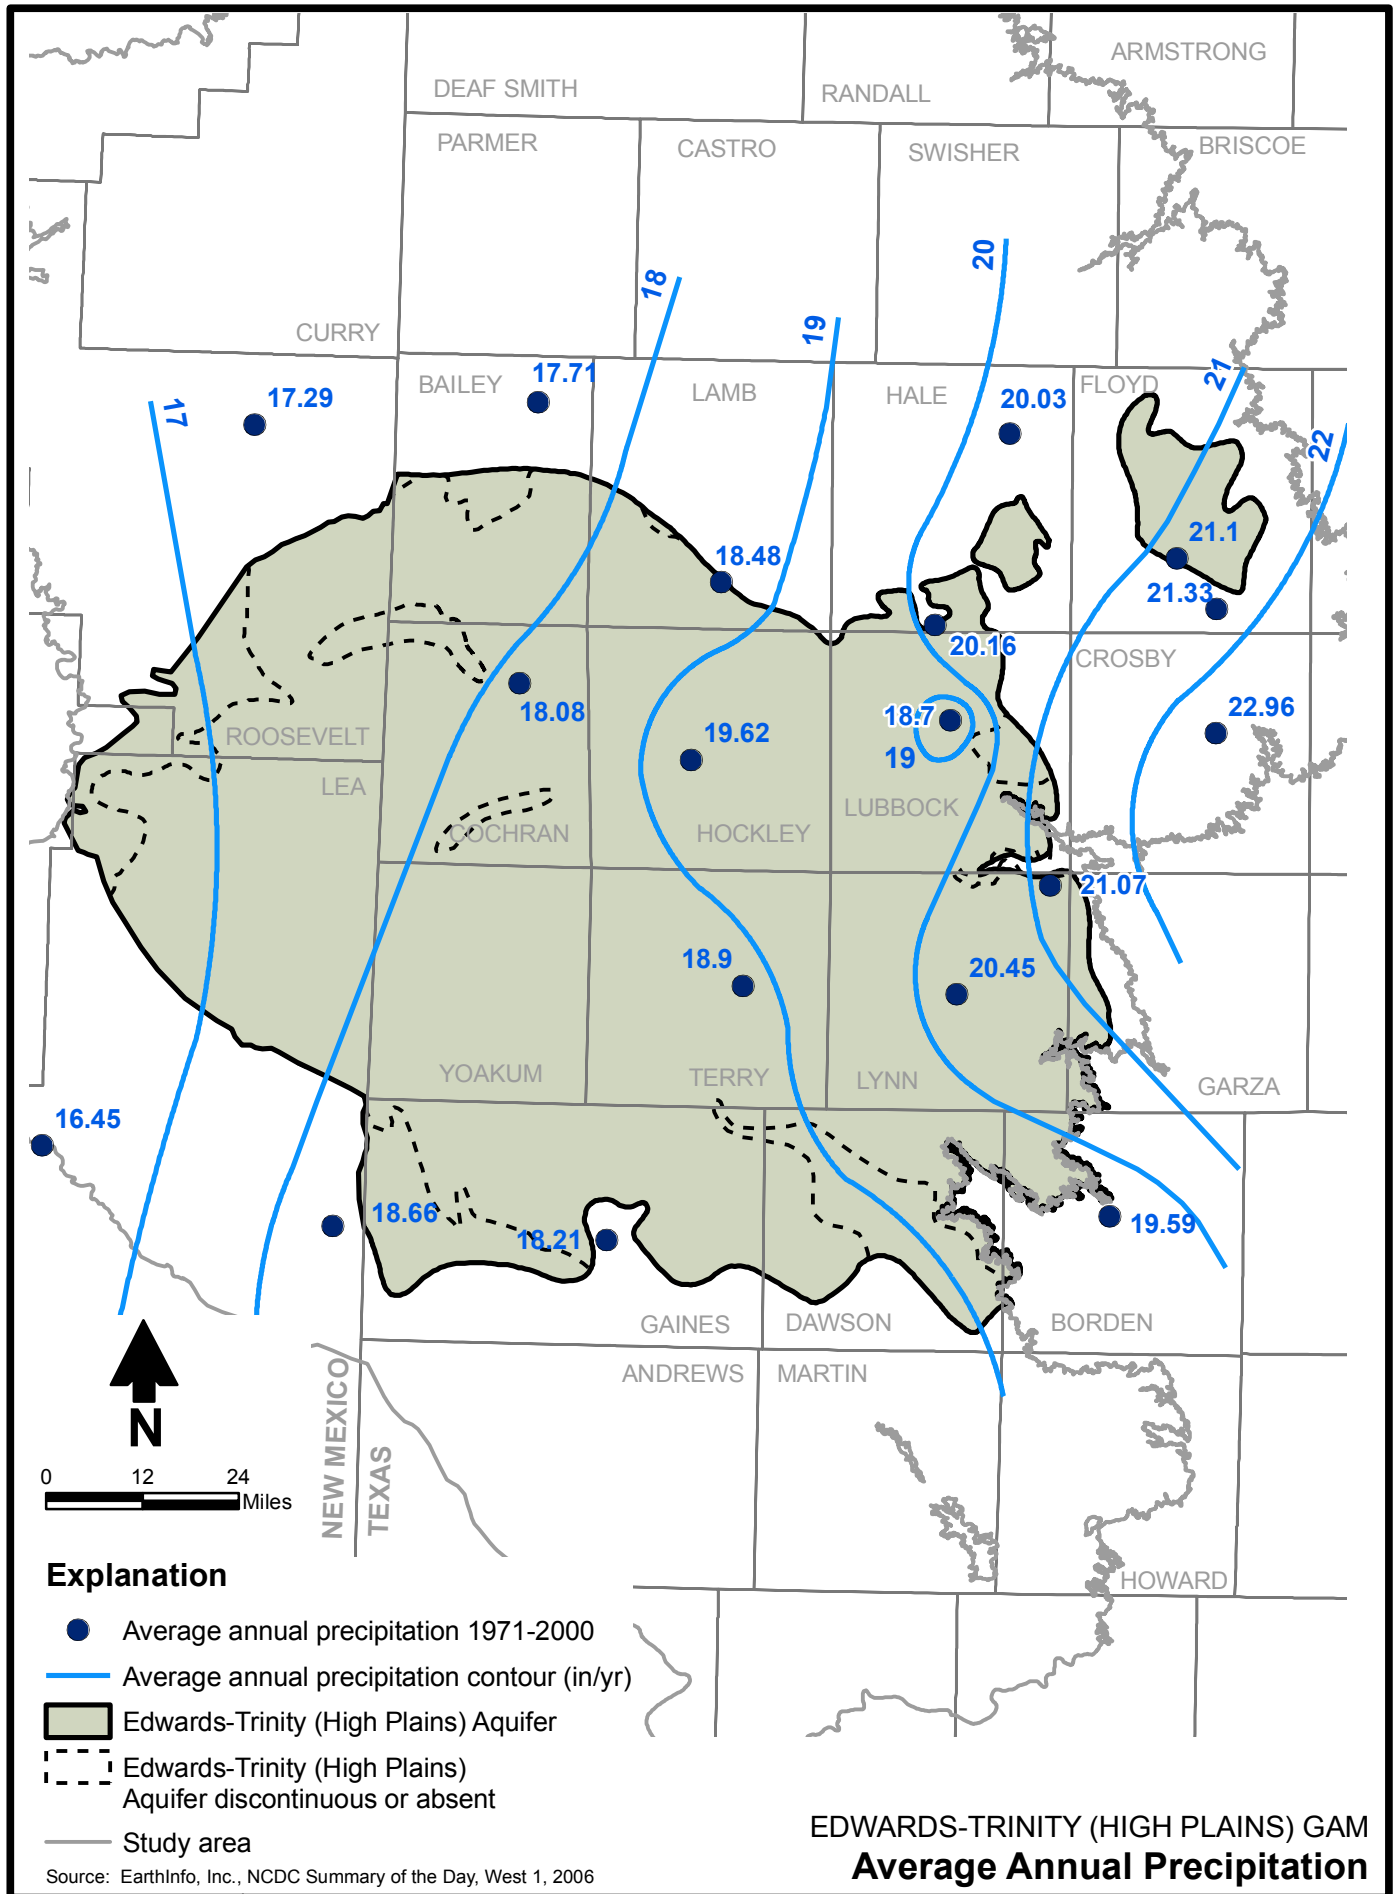 ARMSTRONG
DEAF SMITH
RANDALL
PARMER
CASTRO
SWISHER
BRISCOE
20
18
19
CURRY
17.71
21
BAILEY
LAMB
HALE
FLOYD
17.29
20.03
17
22
21.1
18.48
21.33
20.16
CROSBY
18.08
18.7
22.96
ROOSEVELT
19.62
19
LEA
LUBBOCK
COCHRAN
HOCKLEY
21.07
18.9
20.45
YOAKUM
TERRY
LYNN
GARZA
16.45
18.66
18.21
19.59
GAINES
DAWSON
BORDEN
ANDREWS
MARTIN
N
NEW MEXICO
TEXAS
0 12 24
Miles
HOWARD
Explanation
Average annual precipitation 1971-2000
Average annual precipitation contour (in/yr)
Edwards-Trinity (High Plains) Aquifer
Edwards-Trinity (High Plains)
Aquifer discontinuous or absent
Study area
Source: EarthInfo, Inc., NCDC Summary of the Day, West 1, 2006
EDWARDS-TRINITY (HIGH PLAINS) GAM
Average Annual Precipitation